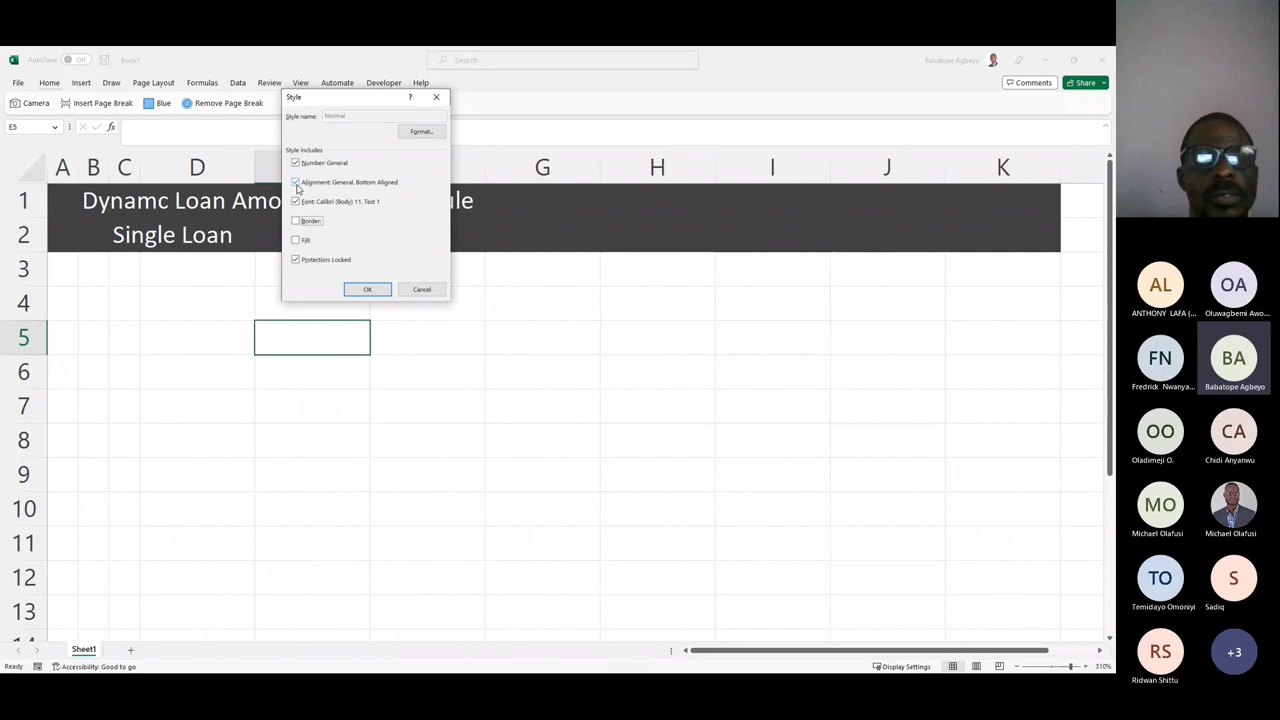 AutoSave Off Book1 Search Babatope Agbeyo
File Home Insert Draw Page Layout Formulas Data Review View Automate Developer Help Comments Share
Camera Insert Page Break Blue Remove Page Break
E5 fx
Style ? ×
Style name: Normal
Format...
Style includes
Number: General
Alignment: General, Bottom Aligned
Font: Calibri (Body) 11, Text 1
Border:
Fill:
Protection: Locked
OK Cancel
A B C D G H I J K
1 Dynamc Loan Amo ule
2 Single Loan
3
4
5
6
7
8
9
10
11
12
13
14
Sheet1 +
Ready Accessibility: Good to go Display Settings 310%
AL OA
ANTHONY LAFA (... Oluwagbemi Awo...
FN BA
Fredrick Nwanya... Babatope Agbeyo
OO CA
Oladimeji O. Chidi Anyanwu
MO
Michael Olafusi Michael Olafusi
TO S
Temidayo Omoniyi Sadiq
RS +3
Ridwan Shittu